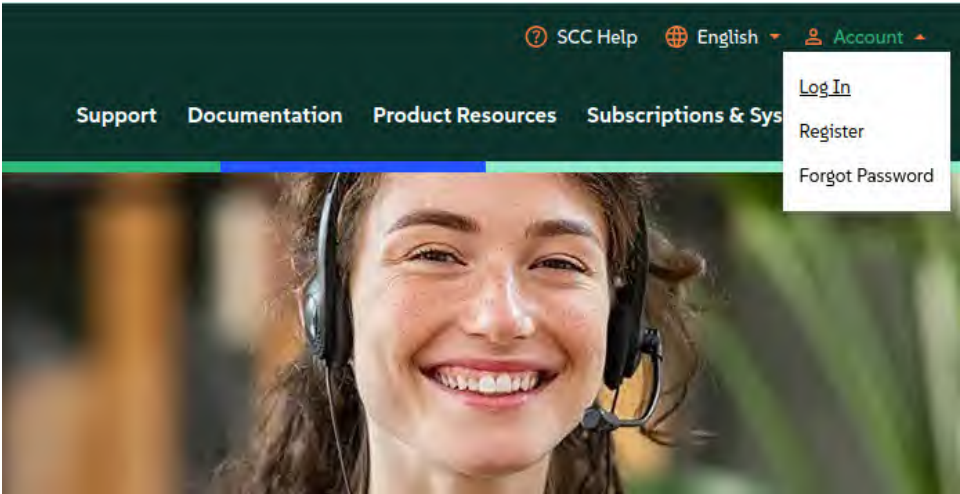 SCC Help English Account
Log In
Support Documentation Product Resources Subscriptions & Sys
Register
Forgot Password